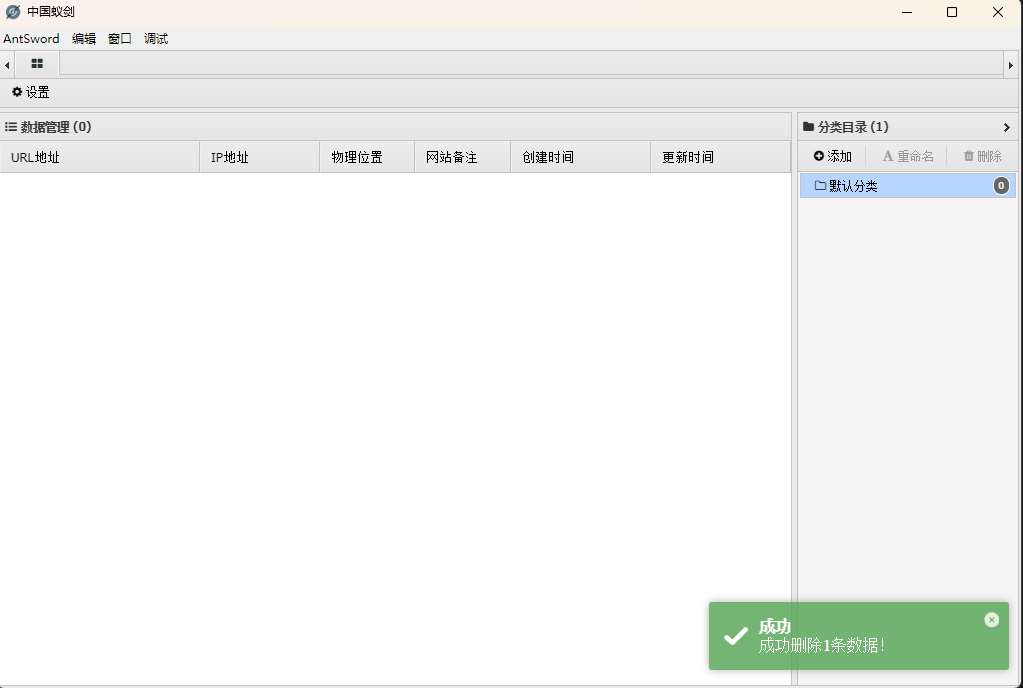 中国蚁剑
AntSword 编辑 窗口 调试
设置
数据管理 (0)
分类目录 (1)
URL地址 IP地址 物理位置 网站备注 创建时间 更新时间
添加 重命名 删除
默认分类 0
成功
成功删除1条数据!